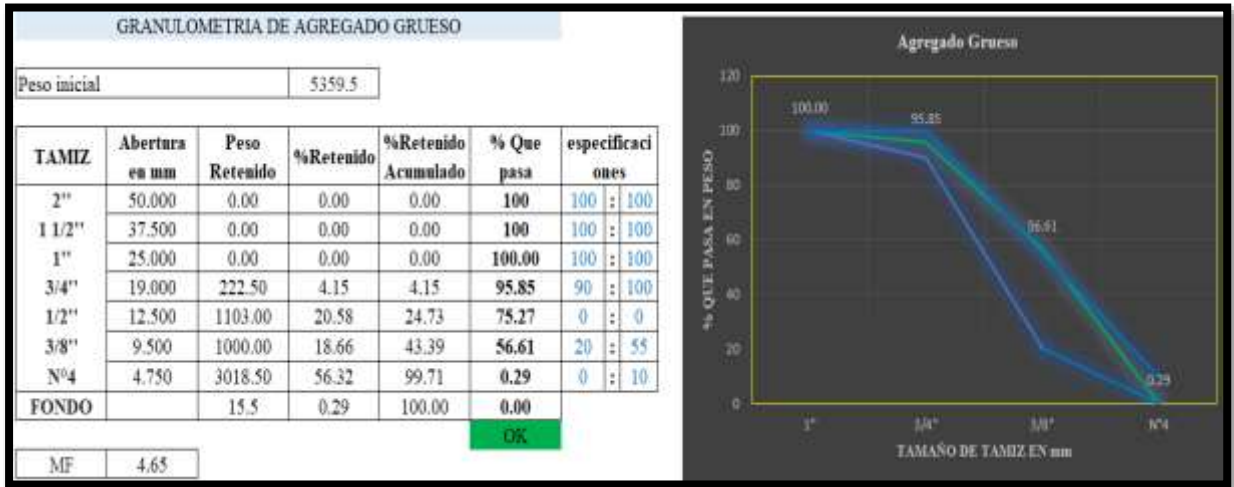 GRANULOMETRIA DE AGREGADO GRUESO
Peso inicial 5359.5
TAMIZ Abertura en mm Peso Retenido %Retenido %Retenido Acumulado % Que pasa especificaciones
2'' 50.000 0.00 0.00 0.00 100 100 : 100
1 1/2'' 37.500 0.00 0.00 0.00 100 100 : 100
1'' 25.000 0.00 0.00 0.00 100.00 100 : 100
3/4'' 19.000 222.50 4.15 4.15 95.85 90 : 100
1/2'' 12.500 1103.00 20.58 24.73 75.27 0 : 0
3/8'' 9.500 1000.00 18.66 43.39 56.61 20 : 55
Nº4 4.750 3018.50 56.32 99.71 0.29 0 : 10
FONDO 15.5 0.29 100.00 0.00
OK
MF 4.65
Agregado Grueso
% QUE PASA EN PESO
120
100
80
60
40
20
0
100.00
95.85
56.61
0.29
1" 3/4" 3/8" Nº4
TAMAÑO DE TAMIZ EN mm